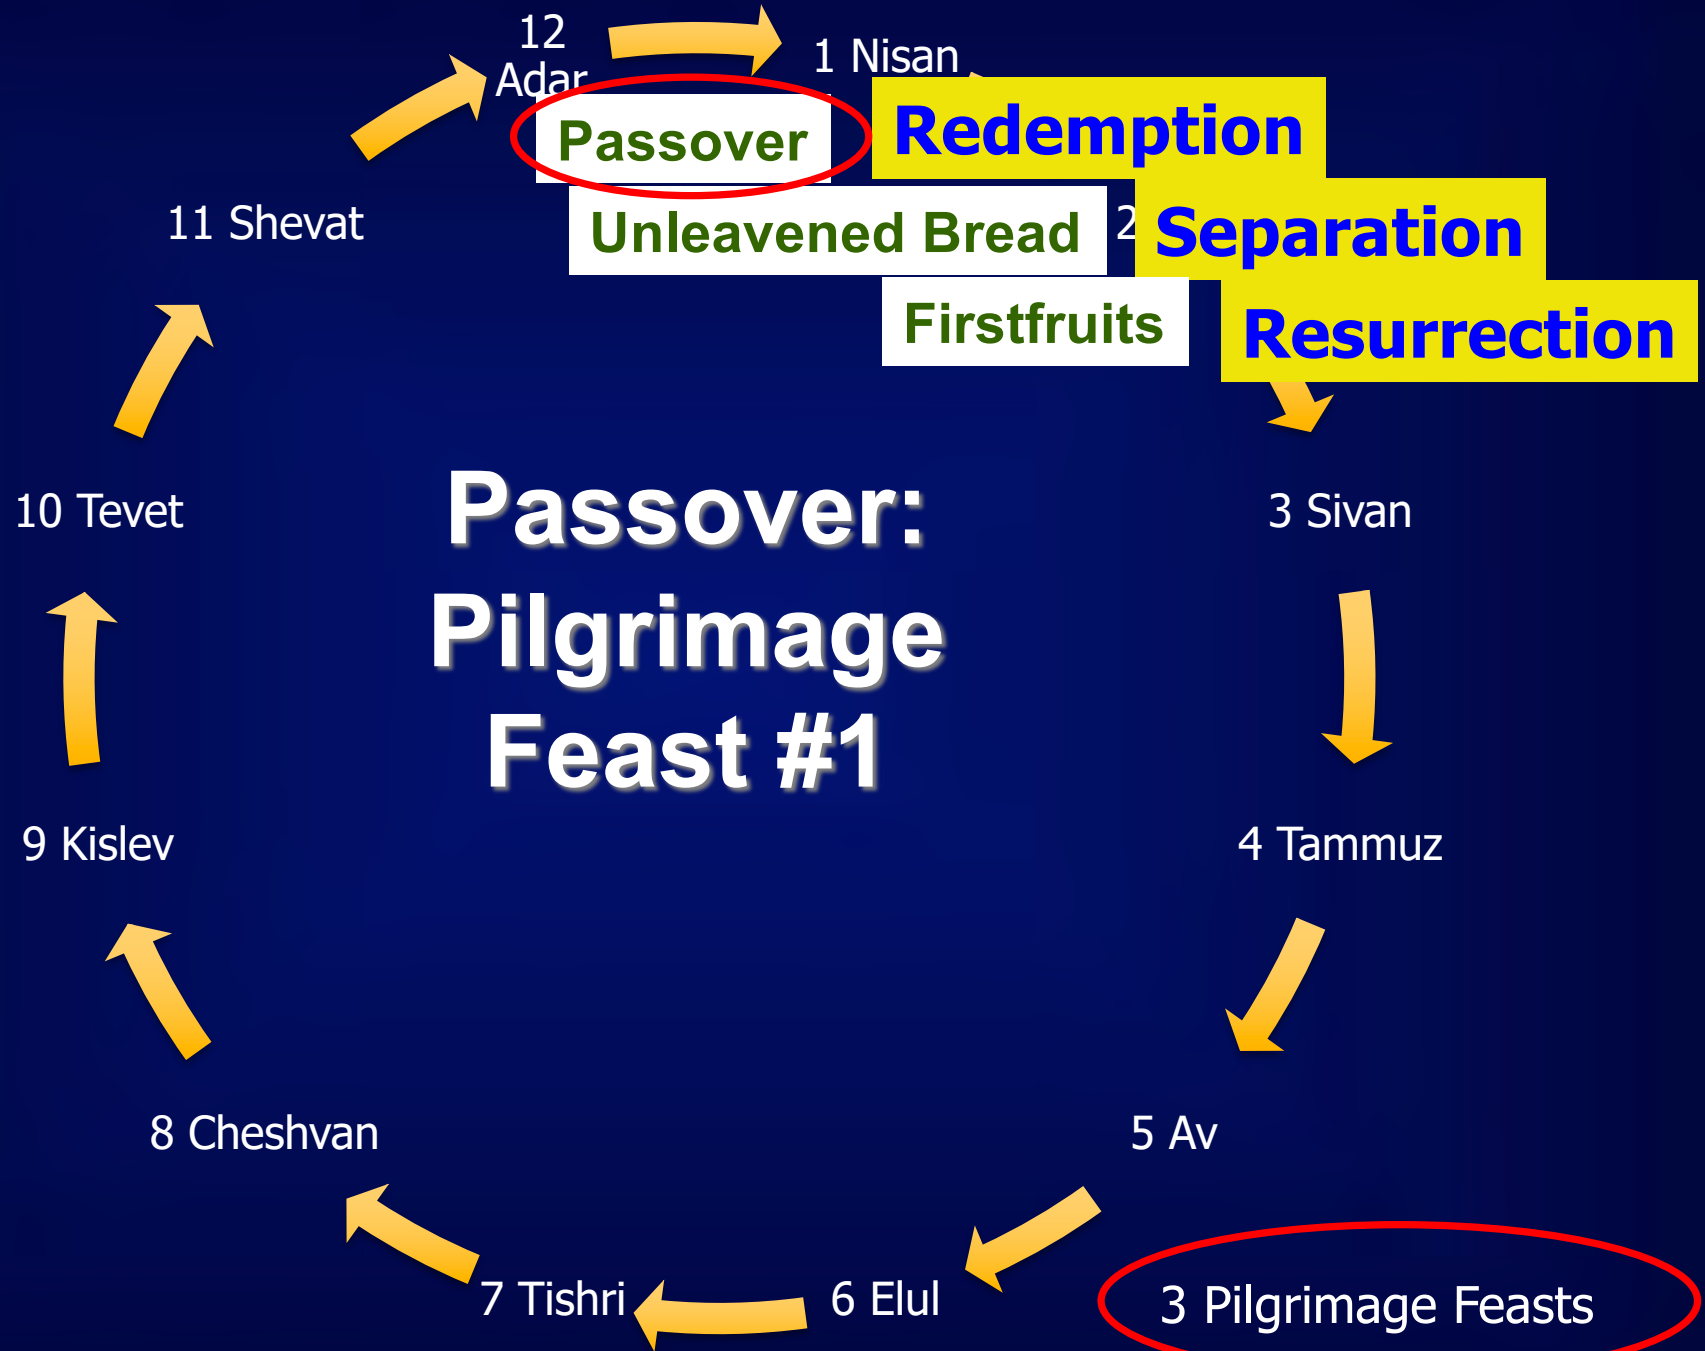 12
Adar
1 Nisan
Passover
Redemption
11 Shevat
Unleavened Bread
2
Separation
Firstfruits
Resurrection
10 Tevet
Passover:
Pilgrimage
Feast #1
3 Sivan
9 Kislev
4 Tammuz
8 Cheshvan
5 Av
7 Tishri
6 Elul
3 Pilgrimage Feasts